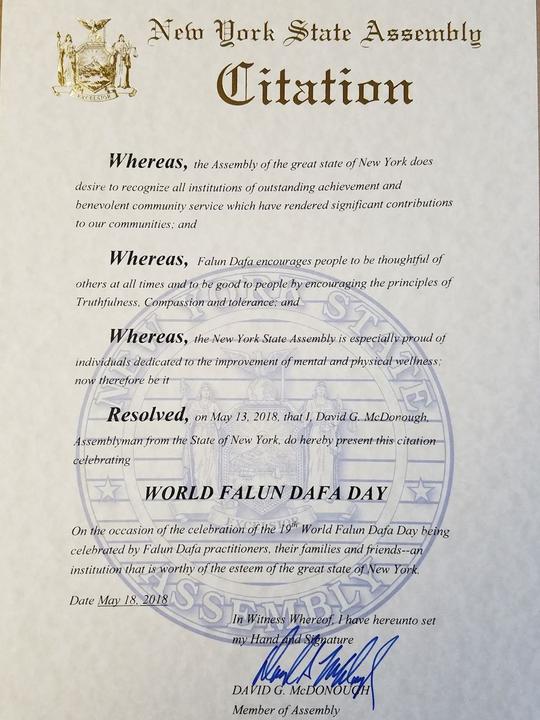 New York State Assembly
Citation
EXCELSIOR
Whereas, the Assembly of the great state of New York does
desire to recognize all institutions of outstanding achievement and
benevolent community service which have rendered significant contributions
to our communities; and
Whereas, Falun Dafa encourages people to be thoughtful of
others at all times and to be good to people by encouraging the principles of
Truthfulness, Compassion and tolerance; and
Whereas, the New York State Assembly is especially proud of
individuals dedicated to the improvement of mental and physical wellness;
now therefore be it
Resolved, on May 13, 2018, that I, David G. McDonough,
Assemblyman from the State of New York, do hereby present this citation
celebrating
WORLD FALUN DAFA DAY
On the occasion of the celebration of the 19th World Falun Dafa Day being
celebrated by Falun Dafa practitioners, their families and friends--an
institution that is worthy of the esteem of the great state of New York.
Date May 18, 2018
In Witness Whereof, I have hereunto set
my Hand and Signature
DAVID G. McDONOUGH
Member of Assembly
NEW YORK STATE
ASSEMBLY